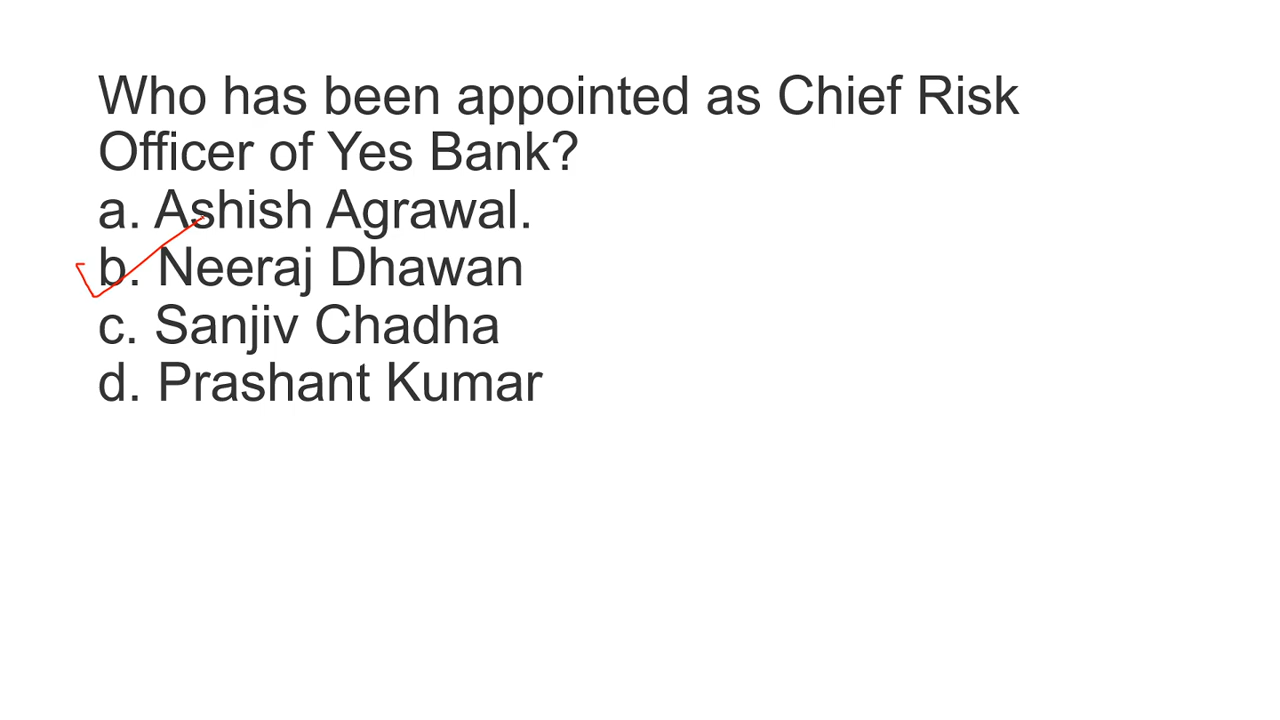 Who has been appointed as Chief Risk
Officer of Yes Bank?
a. Ashish Agrawal.
b. Neeraj Dhawan
c. Sanjiv Chadha
d. Prashant Kumar